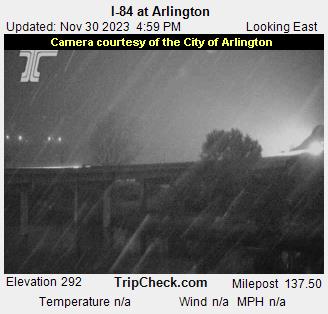 I-84 at Arlington
Updated: Nov 30 2023 4:59 PM Looking East
Camera courtesy of the City of Arlington
Elevation 292 TripCheck.com Milepost 137.50
Temperature n/a Wind n/a MPH n/a